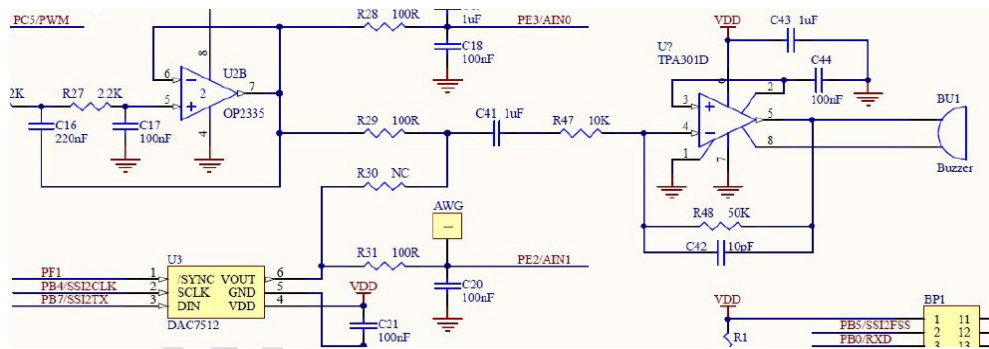 PC5/PWM
R28 100R
1uF
PE3/AIN0
C18
100nF
VDD
C43 1uF
U?
TPA301D
C44
100nF
8
6
U2B
7
2
5
OP2335
4
2K
R27 22K
C16
220nF
C17
100nF
R29 100R
C41 1uF
R47 10K
6
2
3
4
5
8
1
7
BU1
Buzzer
R30 NC
AWG
R48 50K
C42 10pF
R31 100R
PE2/AIN1
C20
100nF
U3
PF1 1 /SYNC VOUT 6
PB4/SSI2CLK 2 SCLK GND 5
PB7/SSI2TX 3 DIN VDD 4
DAC7512
VDD
C21
100nF
VDD
R1
BP1
1 11
PB5/SSI2FSS 2 12
PB0/RXD 3 13